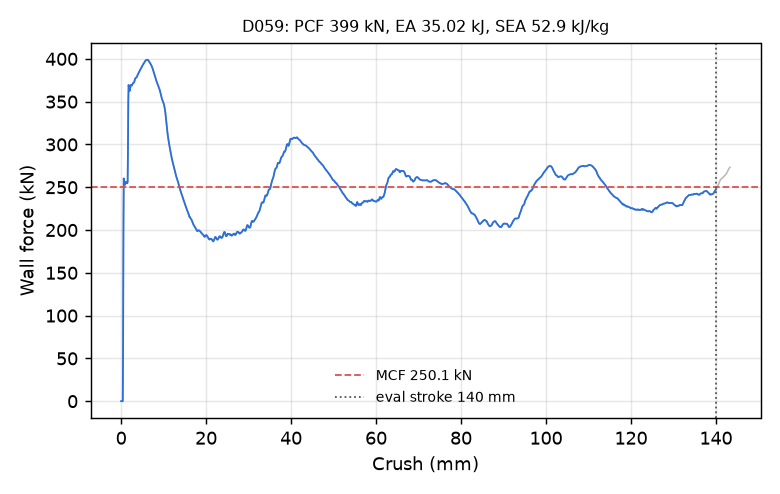 D059: PCF 399 kN, EA 35.02 kJ, SEA 52.9 kJ/kg
Wall force (kN)
400
350
300
250
200
150
100
50
0
MCF 250.1 kN
eval stroke 140 mm
0 20 40 60 80 100 120 140
Crush (mm)